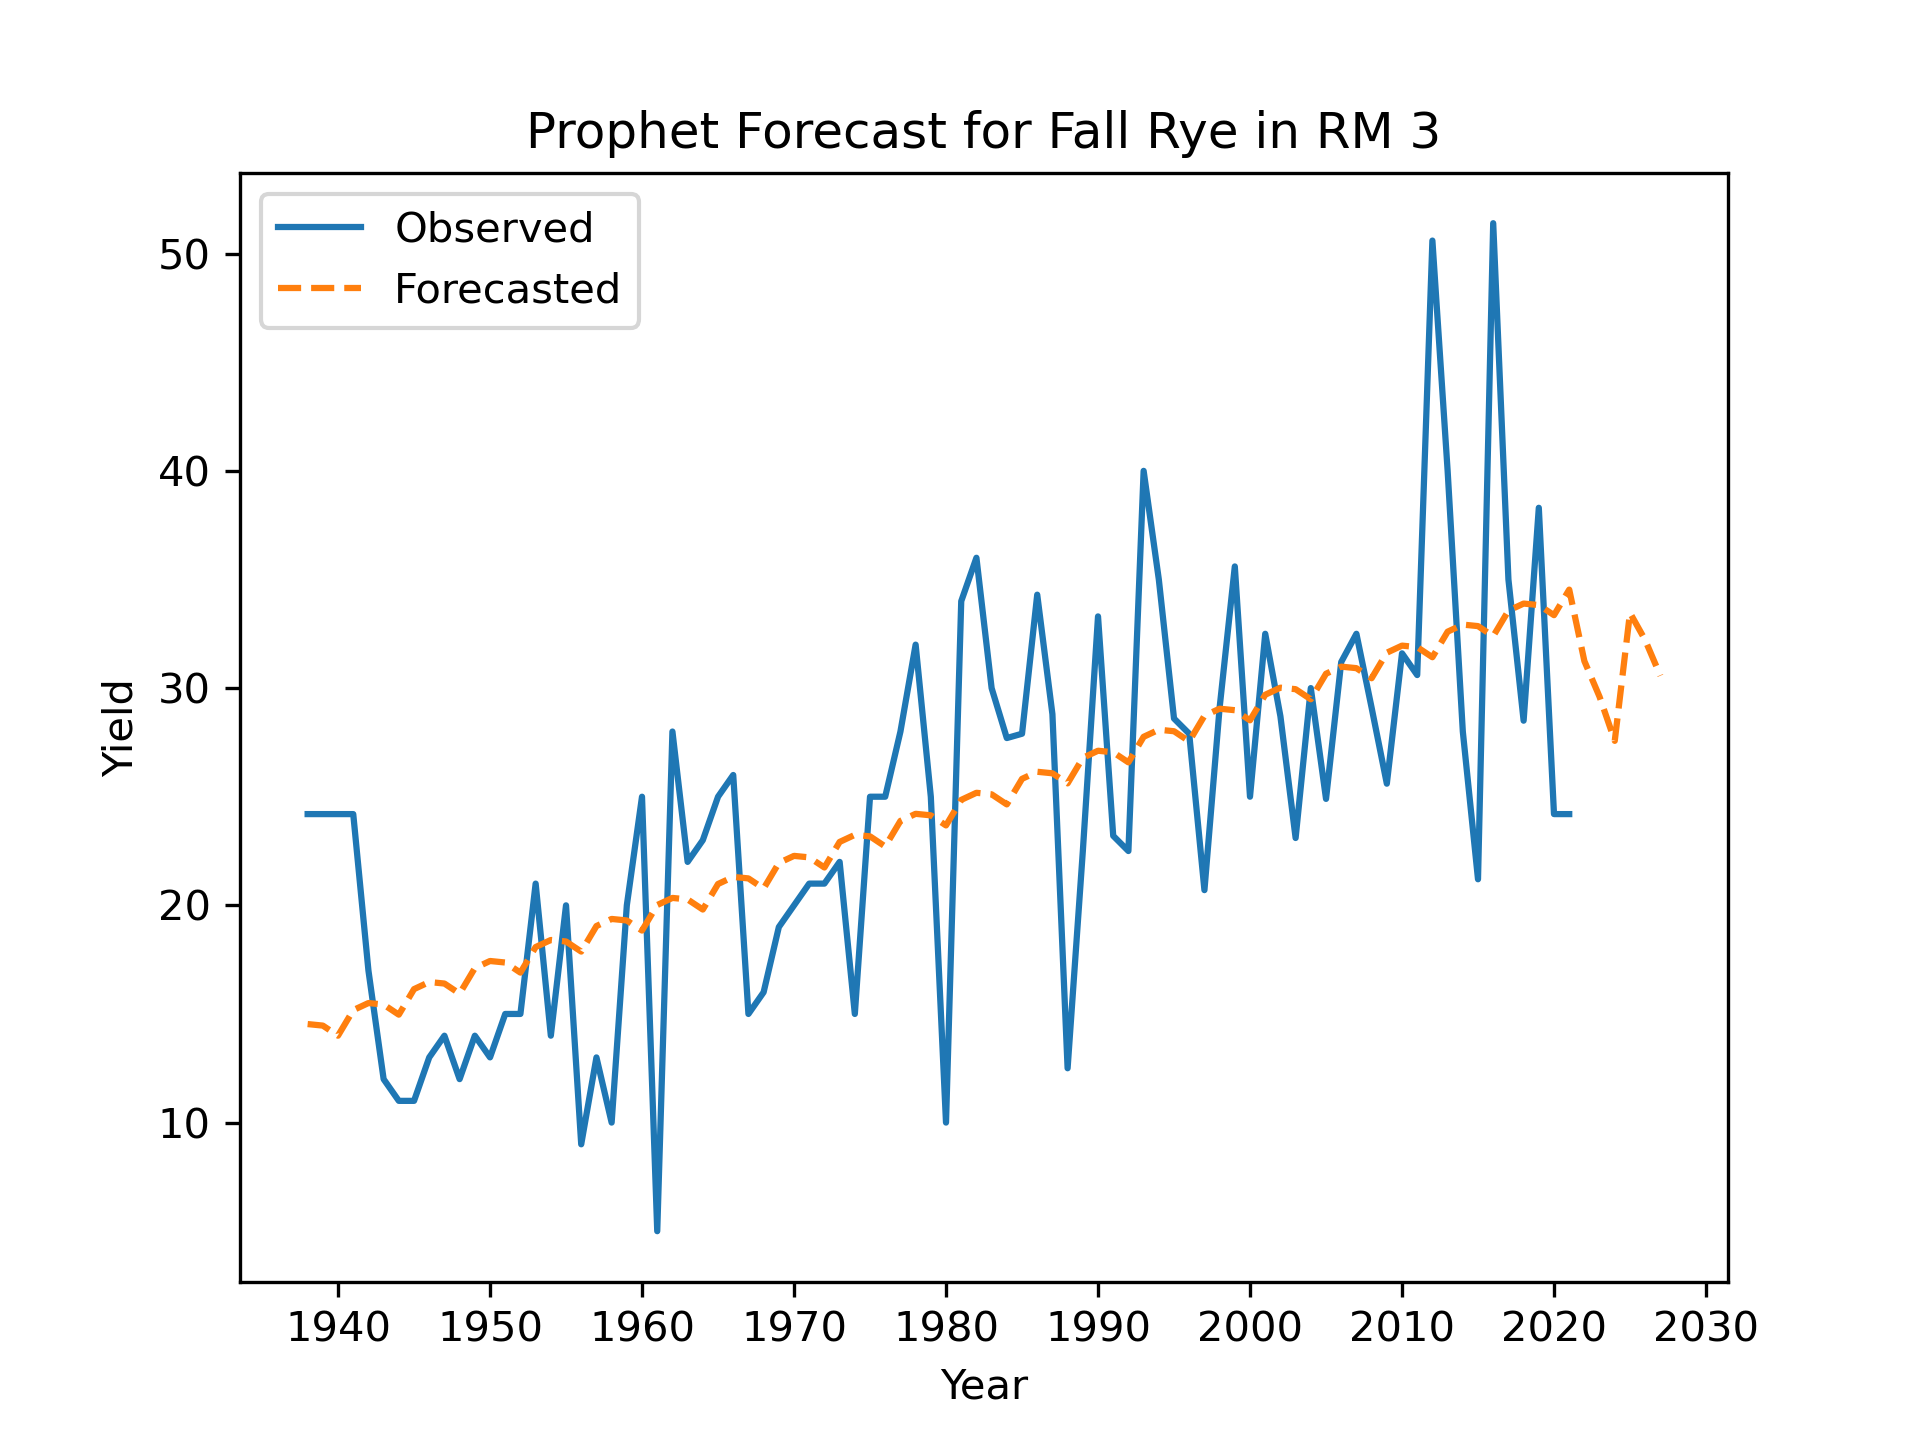 Prophet Forecast for Fall Rye in RM 3
Observed
Forecasted
50
40
30
20
10
Yield
1940 1950 1960 1970 1980 1990 2000 2010 2020 2030
Year